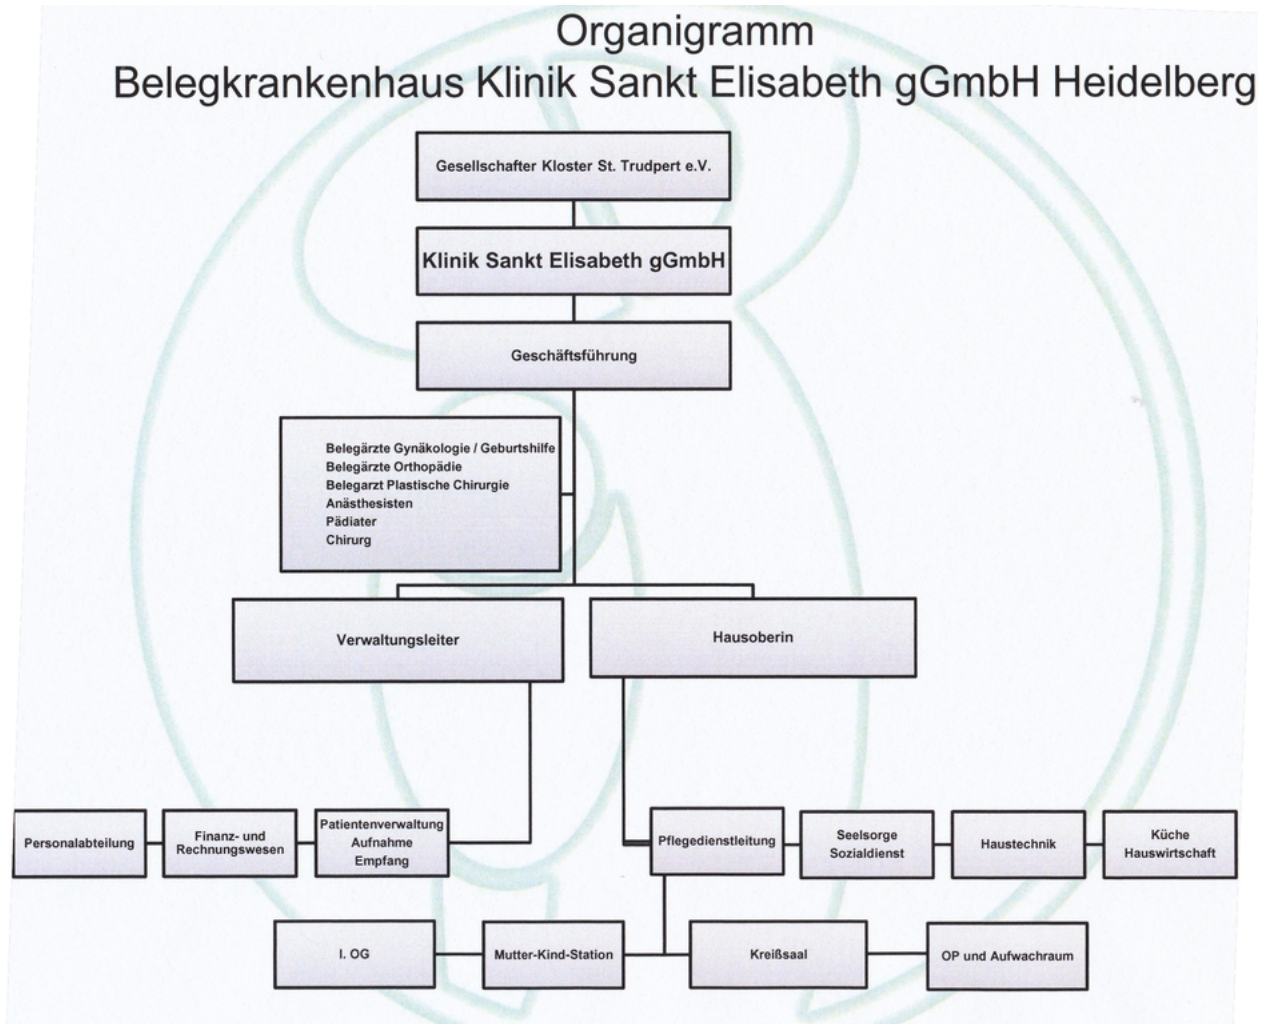 Organigramm
Belegkrankenhaus Klinik Sankt Elisabeth gGmbH Heidelberg
Gesellschafter Kloster St. Trudpert e.V.
Klinik Sankt Elisabeth gGmbH
Geschäftsführung
Belegärzte Gynäkologie / Geburtshilfe
Belegärzte Orthopädie
Belegarzt Plastische Chirurgie
Anästhesisten
Pädiater
Chirurg
Verwaltungsleiter
Hausoberin
Personalabteilung
Finanz- und
Rechnungswesen
Patientenverwaltung
Aufnahme
Empfang
Pflegedienstleitung
Seelsorge
Sozialdienst
Haustechnik
Küche
Hauswirtschaft
I. OG
Mutter-Kind-Station
Kreißsaal
OP und Aufwachraum